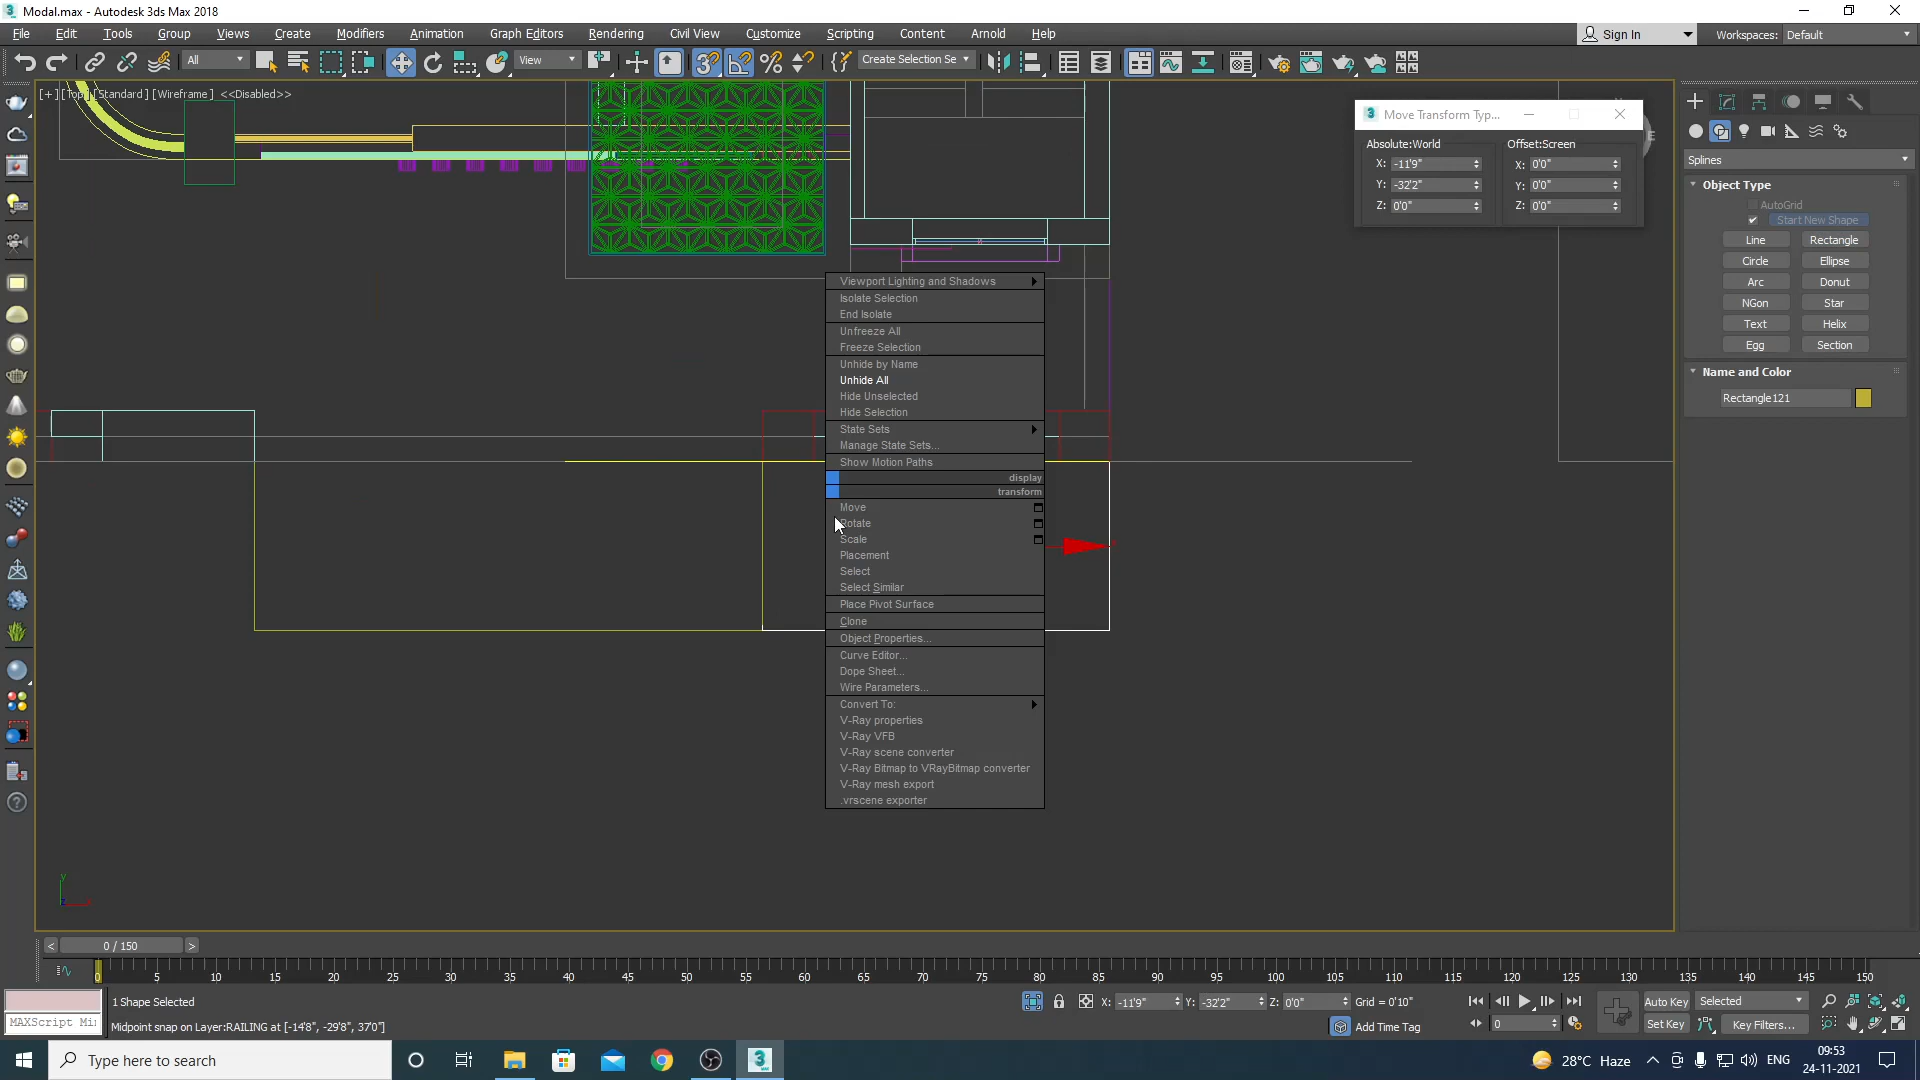 Modal.max - Autodesk 3ds Max 2018
File Edit Tools Group Views Create Modifiers Animation Graph Editors Rendering Civil View Customize Scripting Content Arnold Help
Sign In Workspaces: Default
All View Create Selection Se
[+] [Top] [Standard] [Wireframe] <<Disabled>>
Move Transform Typ...
Absolute:World Offset:Screen
X: -11'9" X: 0'0"
Y: -32'2" Y: 0'0"
Z: 0'0" Z: 0'0"
E
Splines
Object Type
AutoGrid
Start New Shape
Line Rectangle
Circle Ellipse
Arc Donut
NGon Star
Text Helix
Egg Section
Name and Color
Rectangle121
Viewport Lighting and Shadows
Isolate Selection
End Isolate
Unfreeze All
Freeze Selection
Unhide by Name
Unhide All
Hide Unselected
Hide Selection
State Sets
Manage State Sets...
Show Motion Paths
display
transform
Move
Rotate
Scale
Placement
Select
Select Similar
Place Pivot Surface
Clone
Object Properties...
Curve Editor...
Dope Sheet...
Wire Parameters...
Convert To:
V-Ray properties
V-Ray VFB
V-Ray scene converter
V-Ray Bitmap to VRayBitmap converter
V-Ray mesh export
.vrscene exporter
y
0 / 150
0 5 10 15 20 25 30 35 40 45 50 55 60 65 70 75 80 85 90 95 100 105 110 115 120 125 130 135 140 145 150
1 Shape Selected X: -11'9" Y: -32'2" Z: 0'0" Grid = 0'10" Auto Key Selected
MAXScript Mi Midpoint snap on Layer:RAILING at [-14'8", -29'8", 37'0"] Add Time Tag 0 Set Key Key Filters...
Type here to search 28°C Haze ENG 09:53
24-11-2021